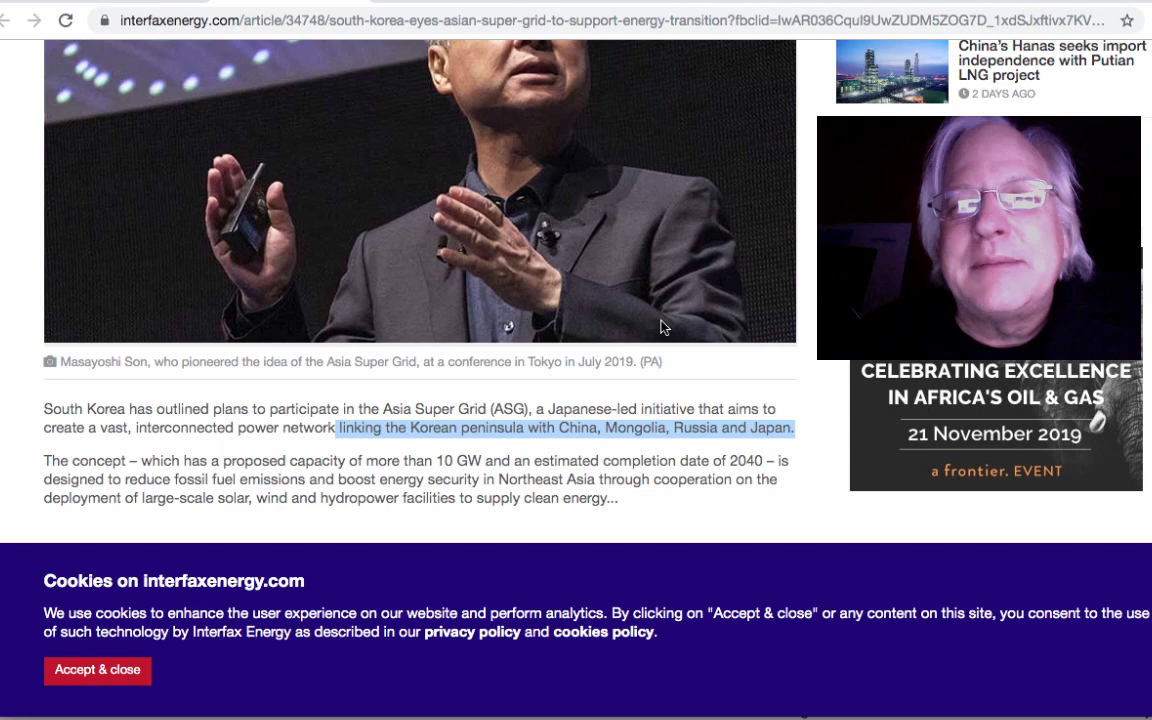 interfaxenergy.com/article/34748/south-korea-eyes-asian-super-grid-to-support-energy-transition?fbclid=IwAR036CquI9UwZUDM5ZOG7D_1xdSJxftivx7KV...
China's Hanas seeks import
independence with Putian
LNG project
2 DAYS AGO
Masayoshi Son, who pioneered the idea of the Asia Super Grid, at a conference in Tokyo in July 2019. (PA)
CELEBRATING EXCELLENCE
IN AFRICA'S OIL & GAS
21 November 2019
a frontier. EVENT
South Korea has outlined plans to participate in the Asia Super Grid (ASG), a Japanese-led initiative that aims to
create a vast, interconnected power network linking the Korean peninsula with China, Mongolia, Russia and Japan.
The concept – which has a proposed capacity of more than 10 GW and an estimated completion date of 2040 – is
designed to reduce fossil fuel emissions and boost energy security in Northeast Asia through cooperation on the
deployment of large-scale solar, wind and hydropower facilities to supply clean energy...
Cookies on interfaxenergy.com
We use cookies to enhance the user experience on our website and perform analytics. By clicking on "Accept & close" or any content on this site, you consent to the use
of such technology by Interfax Energy as described in our privacy policy and cookies policy.
Accept & close